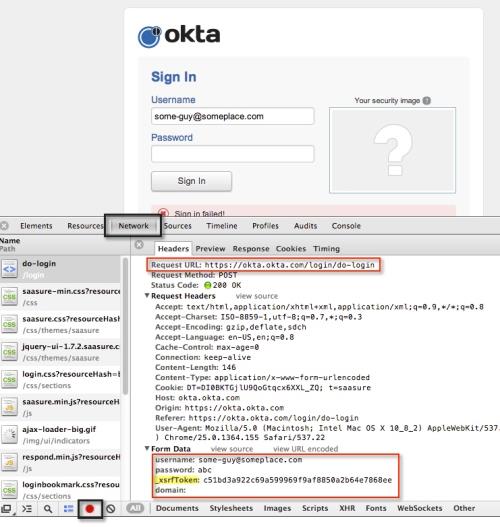 okta
Sign In
Username
Your security image ?
some-guy@someplace.com
Password
Sign In
Sign in failed!
Elements Resources Network Sources Timeline Profiles Audits Console
Name
Path
Headers Preview Response Cookies Timing
do-login
/login
saasure-min.css?resource
/css/themes/saasure
saasure.css?resourceHash
/css/themes/saasure
jquery-ui-1.7.2.saasure.c
/css/themes/saasure
login.css?resourceHash=
/css/sections
saasure.min.js?resourceH
/js
ajax-loader-big.gif
/img/ui/indicators
respond.min.js?resourceH
/js
loginbookmark.css?resour
/css/sections
Request URL: https://okta.okta.com/login/do-login
Request Method: POST
Status Code: 200 OK
Request Headers view source
Accept: text/html,application/xhtml+xml,application/xml;q=0.9,*/*;q=0.8
Accept-Charset: ISO-8859-1,utf-8;q=0.7,*;q=0.3
Accept-Encoding: gzip,deflate,sdch
Accept-Language: en-US,en;q=0.8
Cache-Control: max-age=0
Connection: keep-alive
Content-Length: 146
Content-Type: application/x-www-form-urlencoded
Cookie: DT=DI0BKTGjlU9QoGtqcx6XXL_ZQ; t=saasure
Host: okta.okta.com
Origin: https://okta.okta.com
Referer: https://okta.okta.com/login/do-login
User-Agent: Mozilla/5.0 (Macintosh; Intel Mac OS X 10_8_2) AppleWebKit/537.
) Chrome/25.0.1364.155 Safari/537.22
Form Data view source view URL encoded
username: some-guy@someplace.com
password: abc
_xsrfToken: c51bd3a922c69a599969f9af8850a2b64e7868ee
domain:
All Documents Stylesheets Images Scripts XHR Fonts WebSockets Other